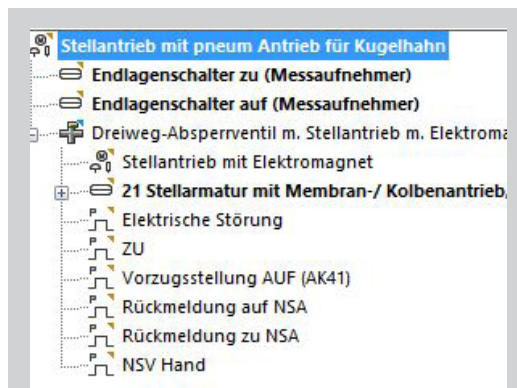 Stellantrieb mit pneum Antrieb für Kugelhahn
Endlagenschalter zu (Messaufnehmer)
Endlagenschalter auf (Messaufnehmer)
Dreiweg-Absperrventil m. Stellantrieb m. Elektroma
Stellantrieb mit Elektromagnet
21 Stellarmatur mit Membran-/ Kolbenantrieb,
P Elektrische Störung
P ZU
P Vorzugsstellung AUF (AK41)
P Rückmeldung auf NSA
P Rückmeldung zu NSA
P NSV Hand